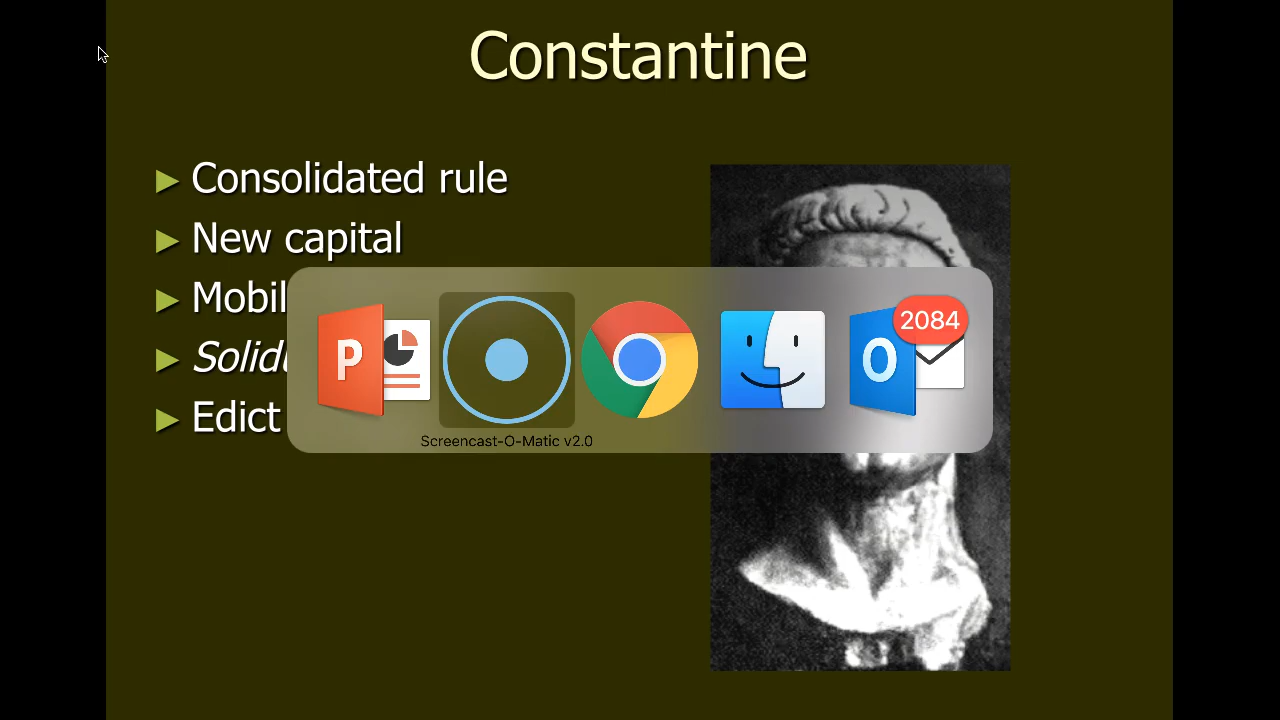 Constantine
Consolidated rule
New capital
Mobil
Solid
Edict
P
2084
O
Screencast-O-Matic v2.0